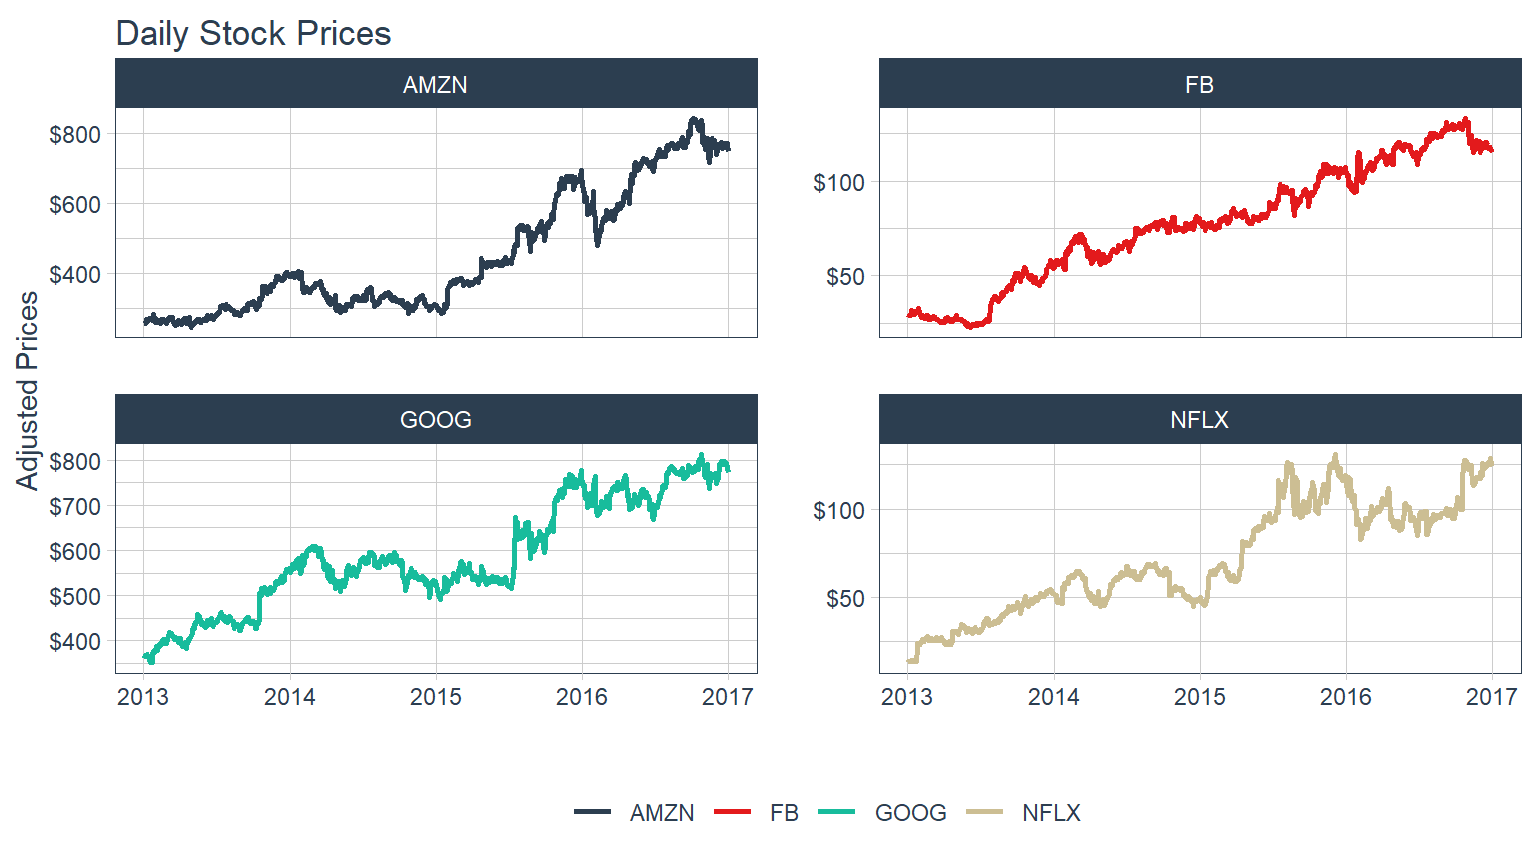 Daily Stock Prices
AMZN
FB
$800
$600
$400
$100
$50
Adjusted Prices
GOOG
NFLX
$800
$700
$600
$500
$400
$100
$50
2013 2014 2015 2016 2017
2013 2014 2015 2016 2017
AMZN FB GOOG NFLX